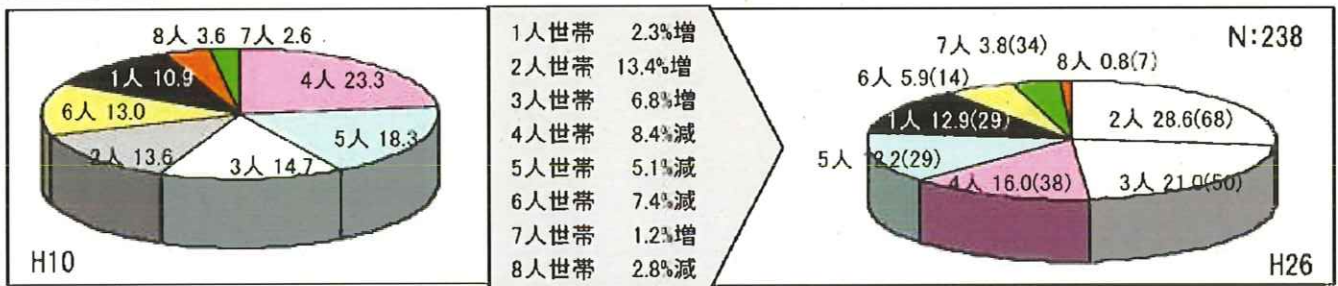 8人 3.6
7人 2.6
1人 10.9
4人 23.3
6人 13.0
5人 18.3
2人 13.6
3人 14.7
H10
1人世帯 2.3%増
2人世帯 13.4%増
3人世帯 6.8%増
4人世帯 8.4%減
5人世帯 5.1%減
6人世帯 7.4%減
7人世帯 1.2%増
8人世帯 2.8%減
N:238
7人 3.8(34)
8人 0.8(7)
6人 5.9(14)
1人 12.9(29)
2人 28.6(68)
5人 12.2(29)
4人 16.0(38)
3人 21.0(50)
H26